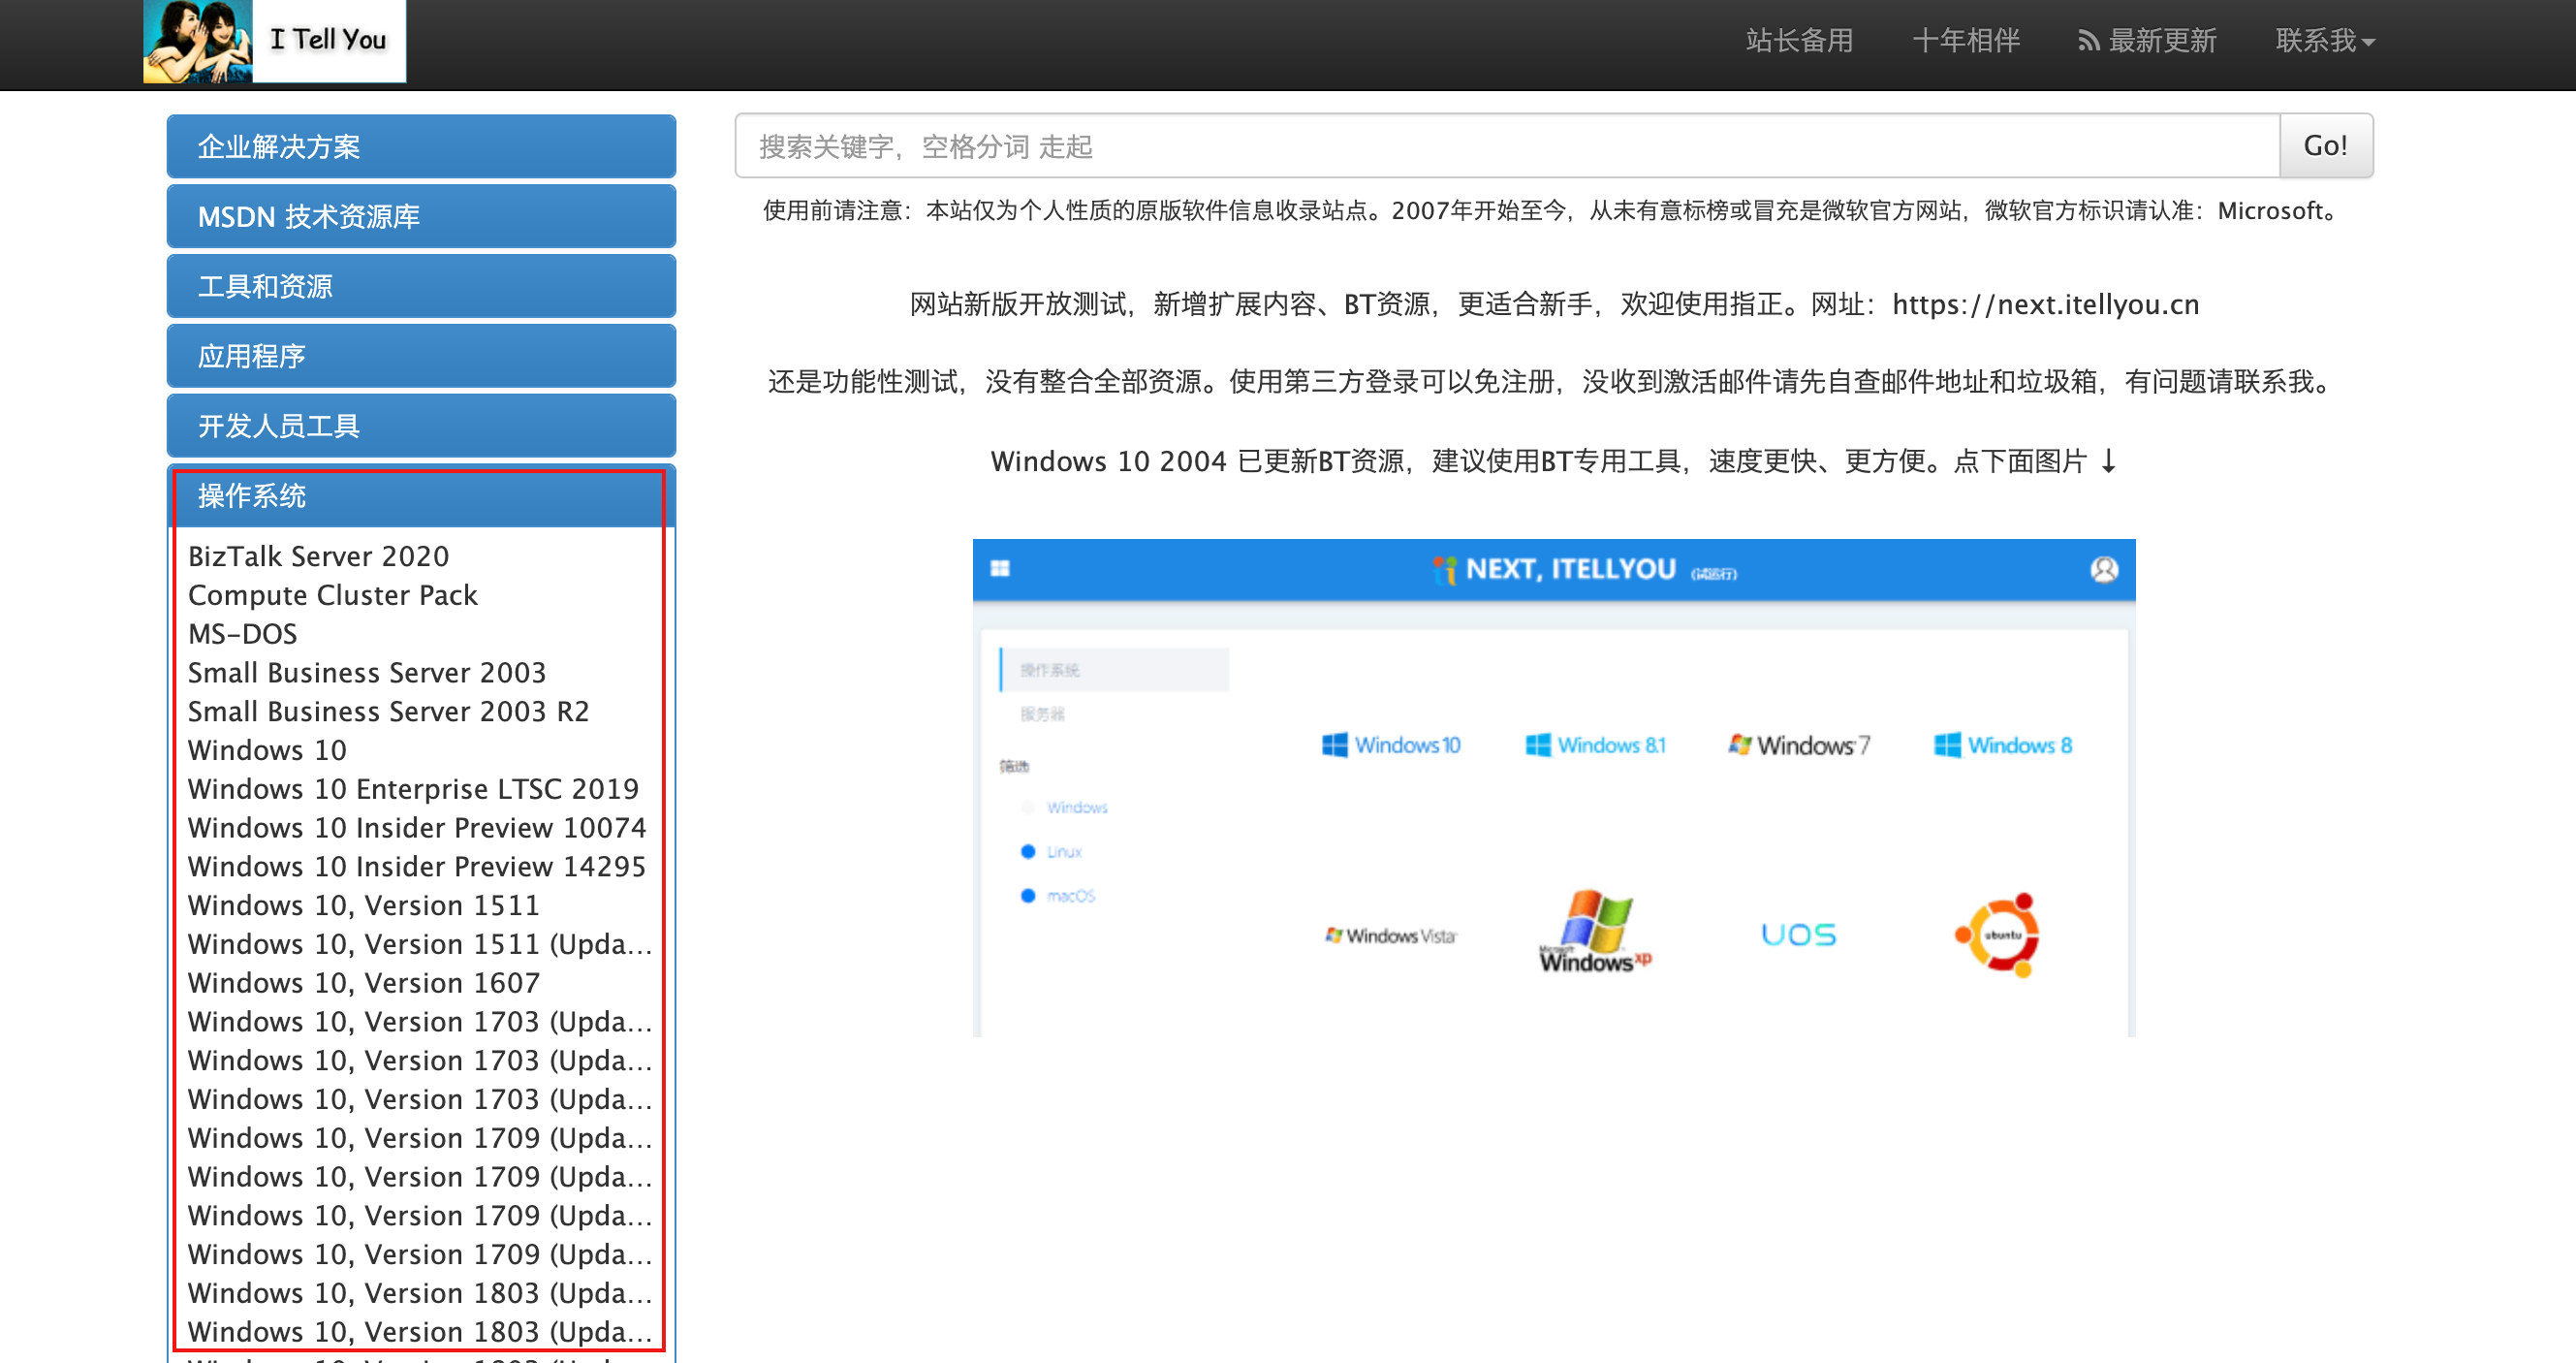 I Tell You
站长备用
十年相伴
最新更新
联系我
企业解决方案
MSDN 技术资源库
工具和资源
应用程序
开发人员工具
操作系统
BizTalk Server 2020
Compute Cluster Pack
MS-DOS
Small Business Server 2003
Small Business Server 2003 R2
Windows 10
Windows 10 Enterprise LTSC 2019
Windows 10 Insider Preview 10074
Windows 10 Insider Preview 14295
Windows 10, Version 1511
Windows 10, Version 1511 (Upda...
Windows 10, Version 1607
Windows 10, Version 1703 (Upda...
Windows 10, Version 1703 (Upda...
Windows 10, Version 1703 (Upda...
Windows 10, Version 1709 (Upda...
Windows 10, Version 1709 (Upda...
Windows 10, Version 1709 (Upda...
Windows 10, Version 1709 (Upda...
Windows 10, Version 1803 (Upda...
Windows 10, Version 1803 (Upda...
搜索关键字，空格分词 走起
Go!
使用前请注意：本站仅为个人性质的原版软件信息收录站点。2007年开始至今，从未有意标榜或冒充是微软官方网站，微软官方标识请认准：Microsoft。
网站新版开放测试，新增扩展内容、BT资源，更适合新手，欢迎使用指正。网址：https://next.itellyou.cn
还是功能性测试，没有整合全部资源。使用第三方登录可以免注册，没收到激活邮件请先自查邮件地址和垃圾箱，有问题请联系我。
Windows 10 2004 已更新BT资源，建议使用BT专用工具，速度更快、更方便。点下面图片 ↓
NEXT, ITELLYOU (试运行)
操作系统
服务器
筛选
Windows
Linux
macOS
Windows 10
Windows 8.1
Windows 7
Windows 8
Windows Vista
Microsoft
Windows xp
UOS
ubuntu